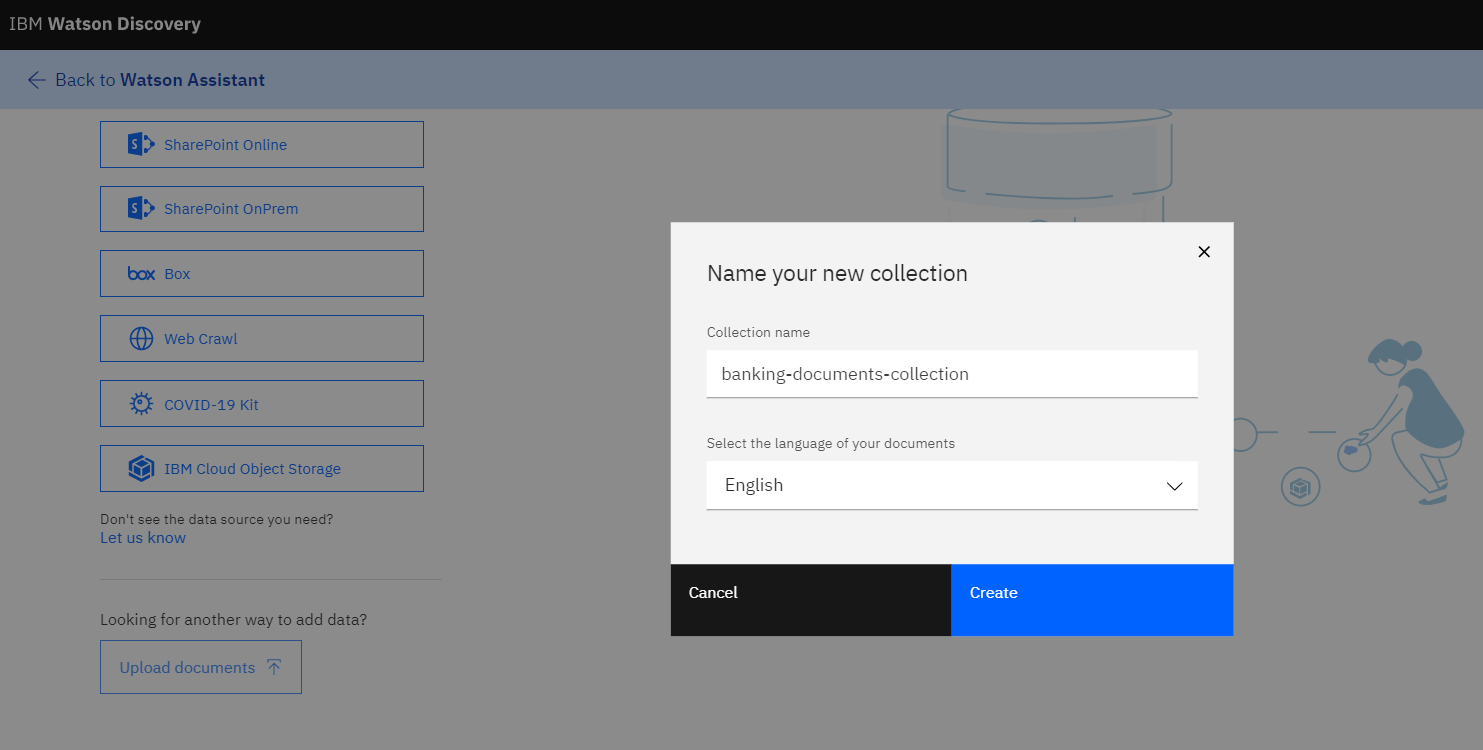 IBM Watson Discovery
Back to Watson Assistant
SharePoint Online
SharePoint OnPrem
box Box
Web Crawl
COVID-19 Kit
IBM Cloud Object Storage
Don't see the data source you need?
Let us know
Looking for another way to add data?
Upload documents
Name your new collection
Collection name
banking-documents-collection
Select the language of your documents
English
Cancel
Create